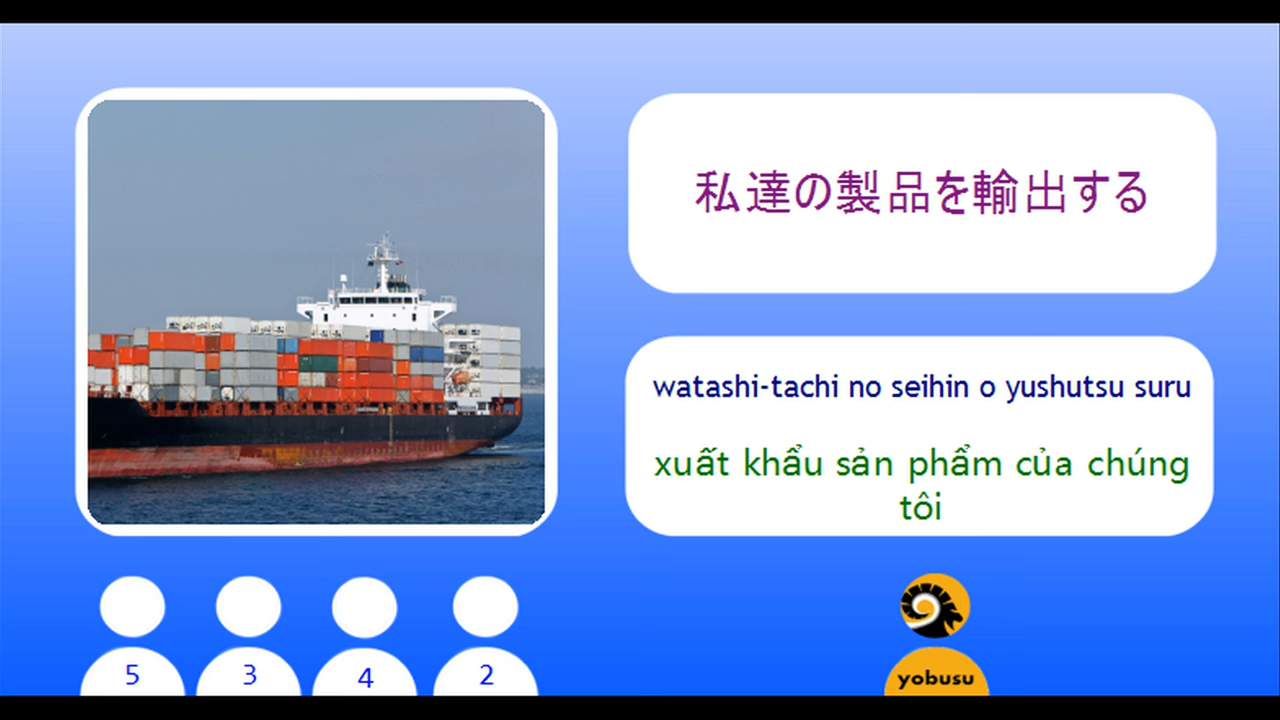 私達の製品を輸出する
watashi-tachi no seihin o yushutsu suru
xuất khẩu sản phẩm của chúng
tôi
5 3 4 2
yobusu